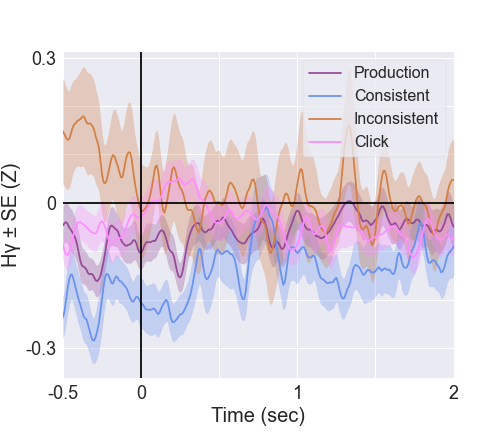 0.3
Production
Consistent
Inconsistent
Click
Hγ ± SE (Z)
0
-0.3
-0.5
0
1
2
Time (sec)